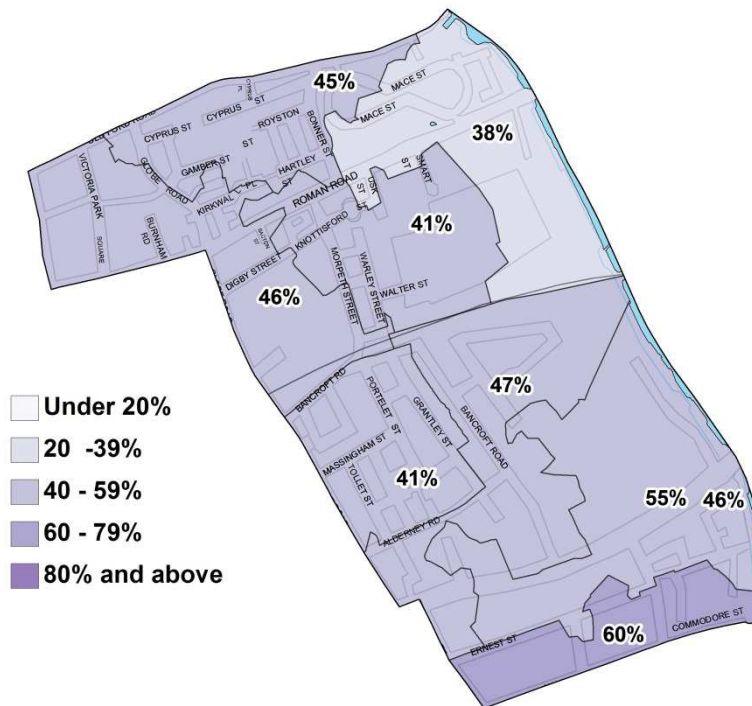 45%
MACE ST
MACE ST
38%
CYPRUS
PL
CYPRUS ST
CYPRUS ST
ROYSTON
ST
BONNER ST
GAMBER ST
HARTLEY
ST
GLOBE ROAD
VICTORIA PARK
SQUARE
BURNHAM
RD
KIRKWAL PL
ROMAN ROAD
USK
ST
SMART
ST
41%
KNOTTISFORD ST
DIGBY STREET
46%
MORPETH STREET
WARLEY STREET
WALTER ST
BANCROFT RD
47%
PORTELET ST
GRANTLEY ST
BANCROFT ROAD
MASSINGHAM ST
TOLLET ST
41%
ALDERNEY RD
55%
46%
ERNEST ST
60%
COMMODORE ST
Under 20%
20 -39%
40 - 59%
60 - 79%
80% and above